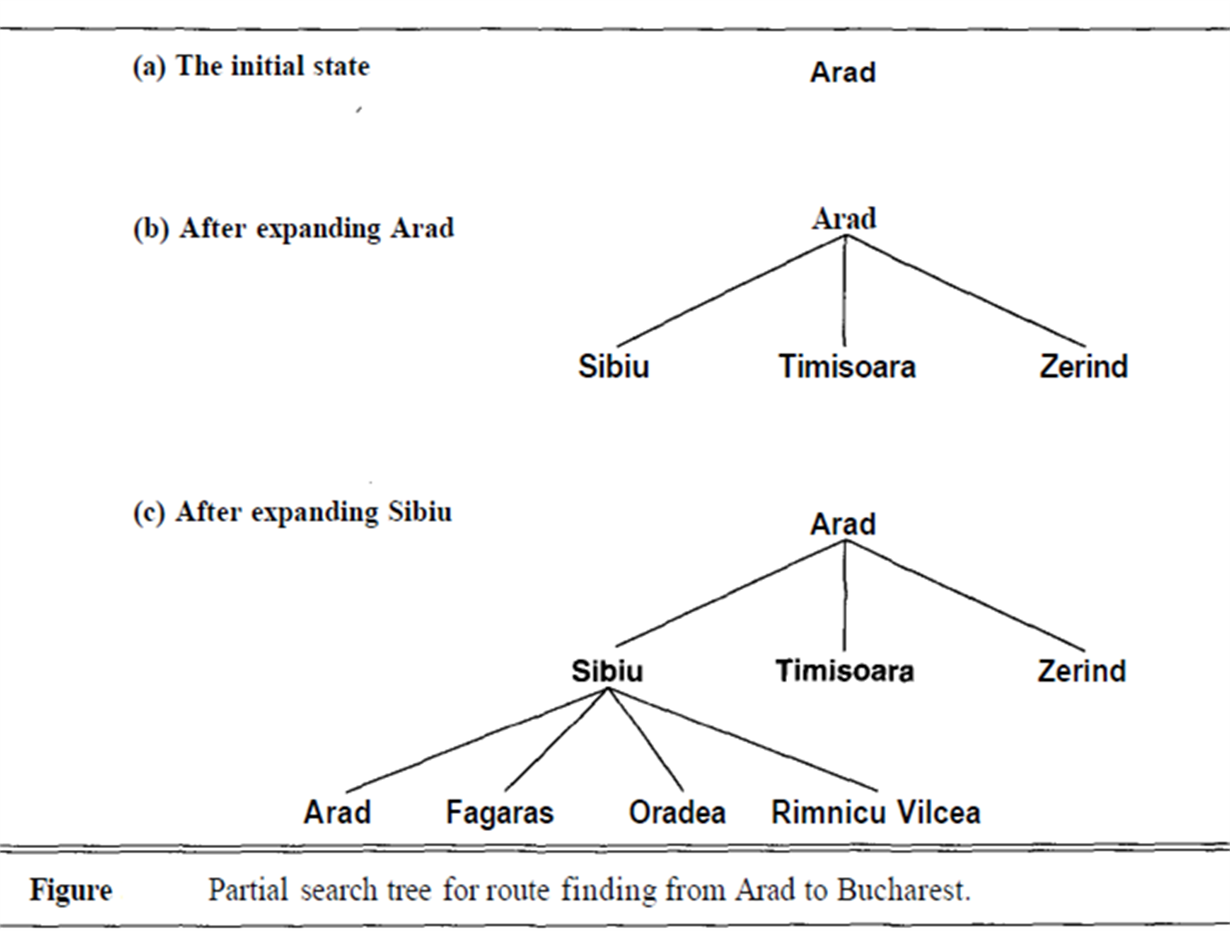 (a) The initial state
Arad
(b) After expanding Arad
Arad
Sibiu Timisoara Zerind
(c) After expanding Sibiu
Arad
Sibiu Timisoara Zerind
Arad Fagaras Oradea Rimnicu Vilcea
Figure Partial search tree for route finding from Arad to Bucharest.